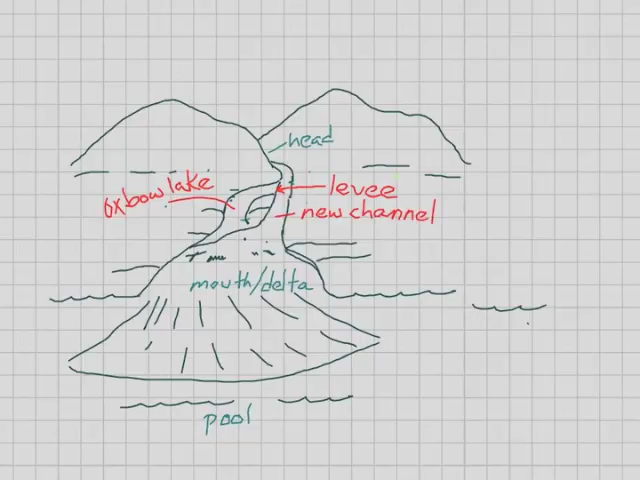 head
oxbow lake
levee
new channel
mouth/delta
pool